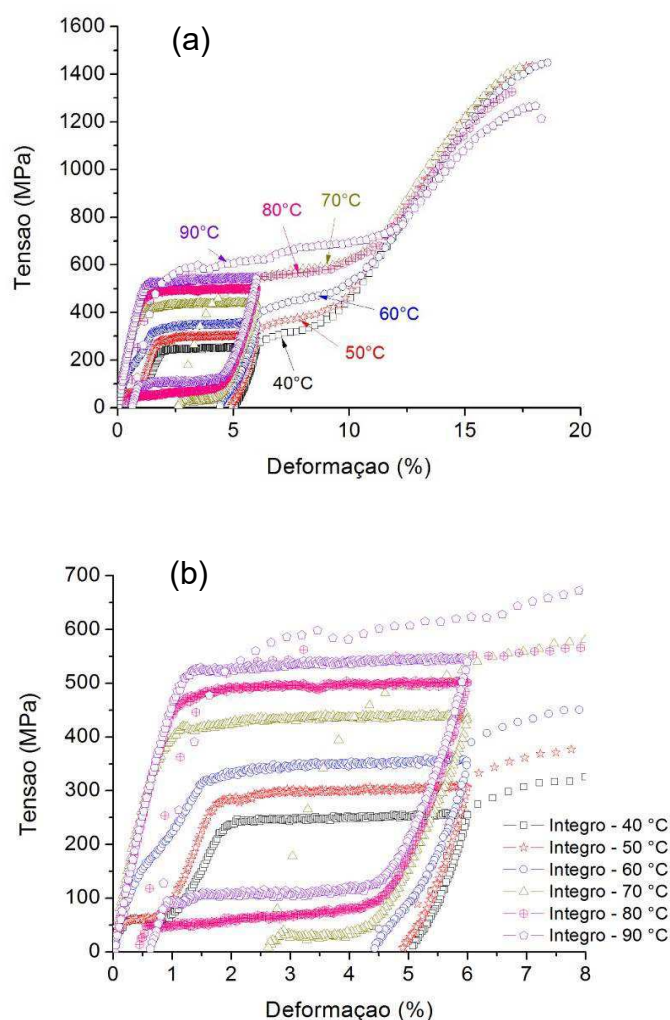 (a)
1600
1400
1200
1000
800
600
400
200
0
Tensao (MPa)
90°C
80°C
70°C
60°C
50°C
40°C
0 5 10 15 20
Deformaçao (%)
(b)
700
600
500
400
300
200
100
0
Tensao (MPa)
Integro - 40 °C
Integro - 50 °C
Integro - 60 °C
Integro - 70 °C
Integro - 80 °C
Integro - 90 °C
0 1 2 3 4 5 6 7 8
Deformaçao (%)